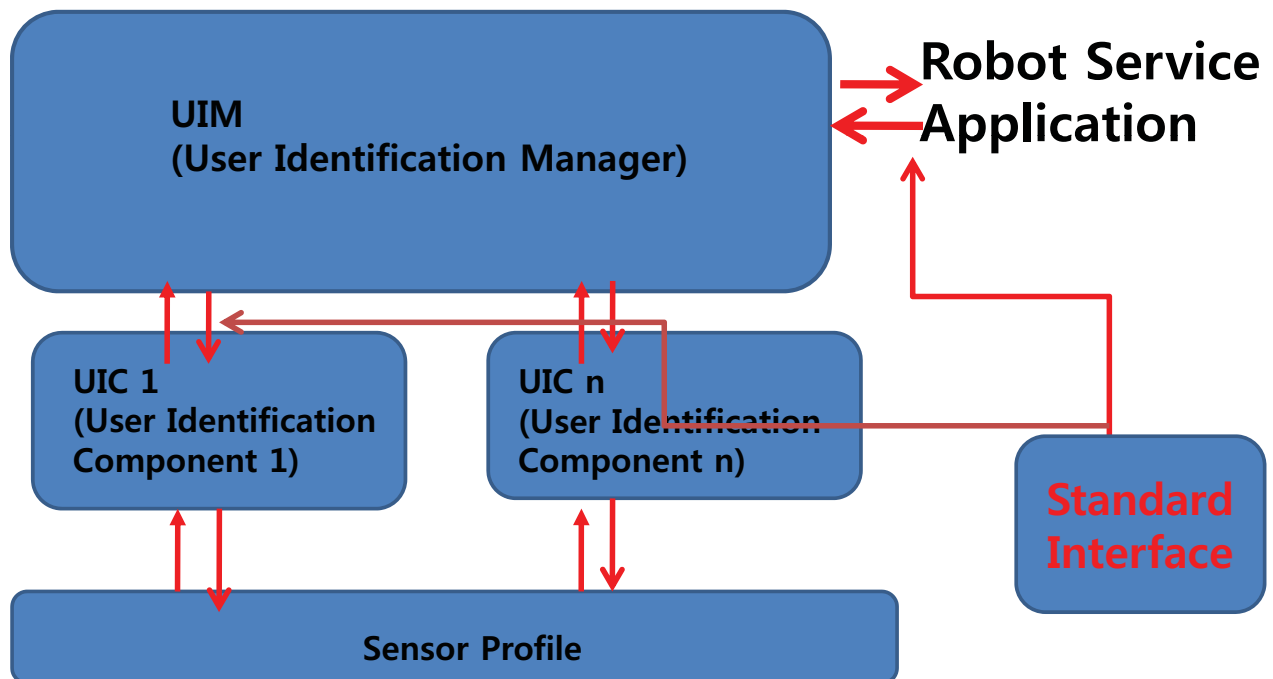 UIM
(User Identification Manager)
Robot Service
Application
UIC 1
(User Identification
Component 1)
UIC n
(User Identification
Component n)
Standard
Interface
Sensor Profile